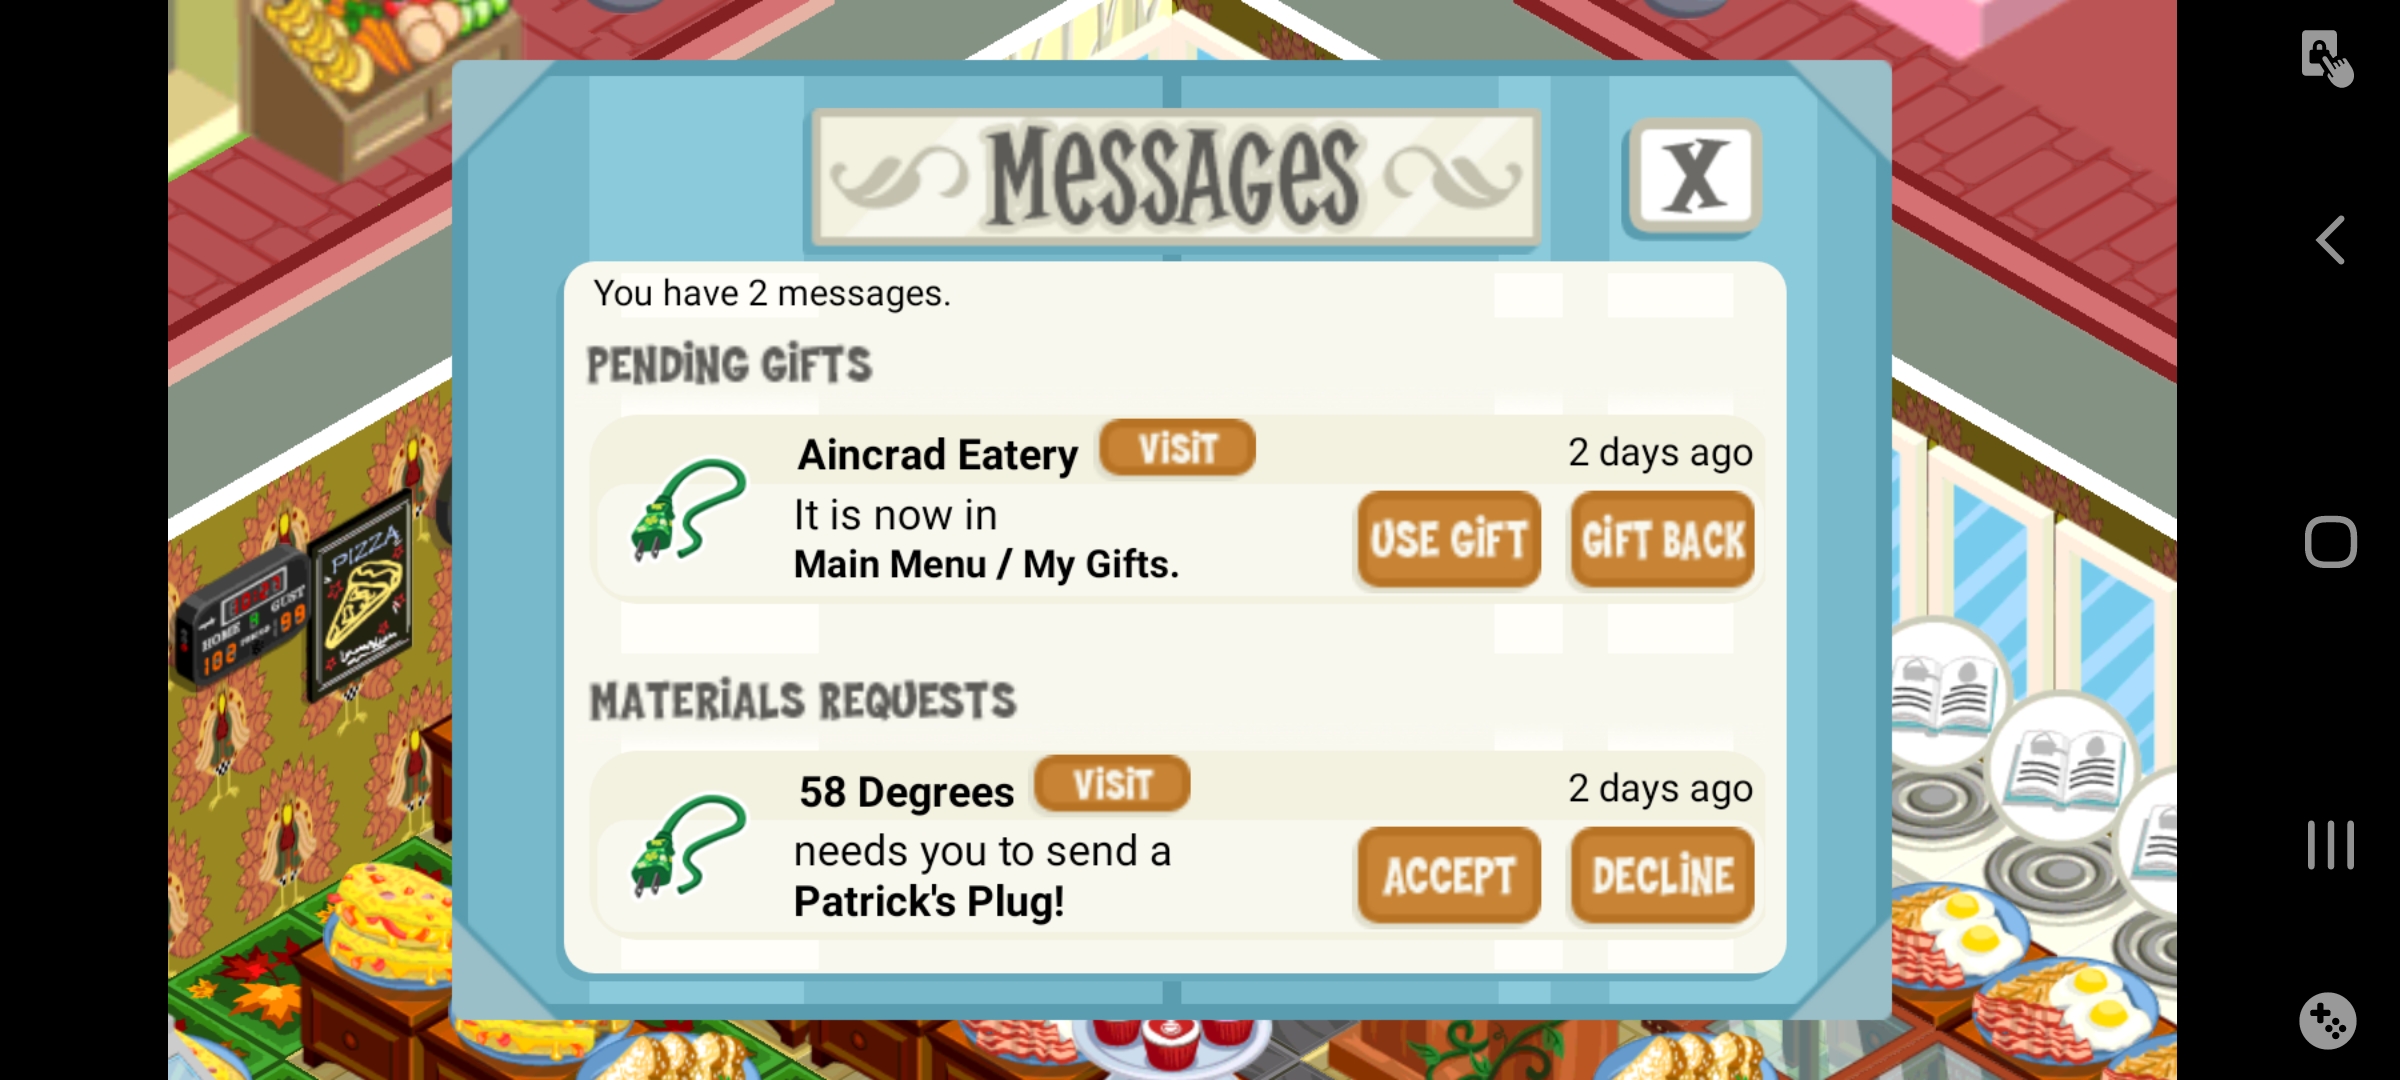 MESSAGES
X
You have 2 messages.
PENDING GIFTS
Aincrad Eatery
VISIT
2 days ago
It is now in
Main Menu / My Gifts.
USE GIFT
GIFT BACK
MATERIALS REQUESTS
58 Degrees
VISIT
2 days ago
needs you to send a
Patrick's Plug!
ACCEPT
DECLINE
PIZZA
HOME
GUST
102
99